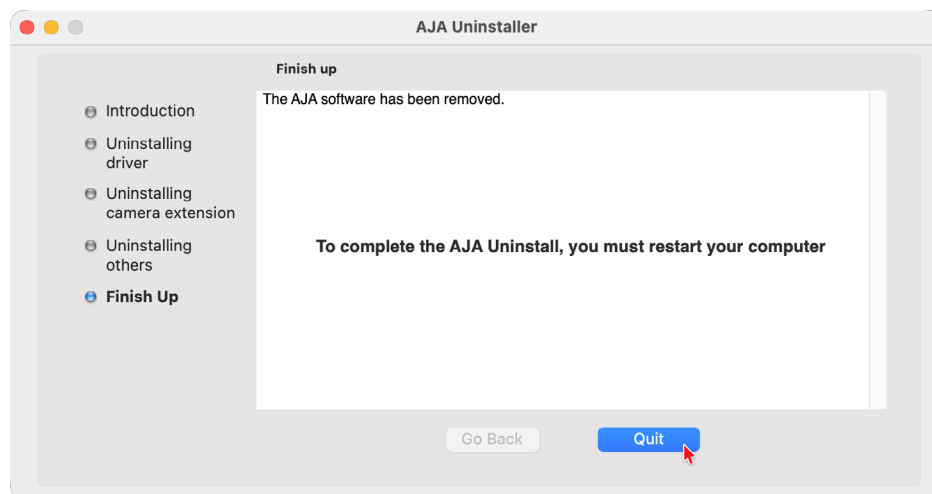 AJA Uninstaller
Finish up
Introduction
Uninstalling
driver
Uninstalling
camera extension
Uninstalling
others
Finish Up
The AJA software has been removed.
To complete the AJA Uninstall, you must restart your computer
Go Back
Quit